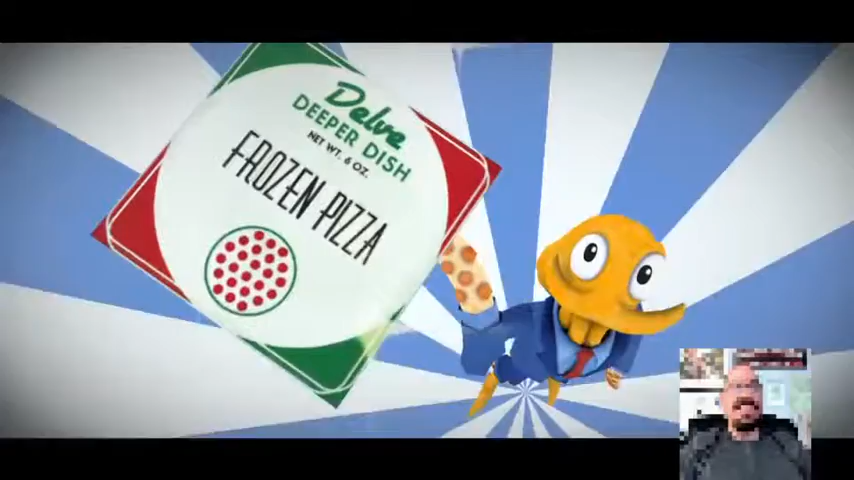 Delve
DEEPER DISH
NET WT. 6 OZ.
FROZEN PIZZA